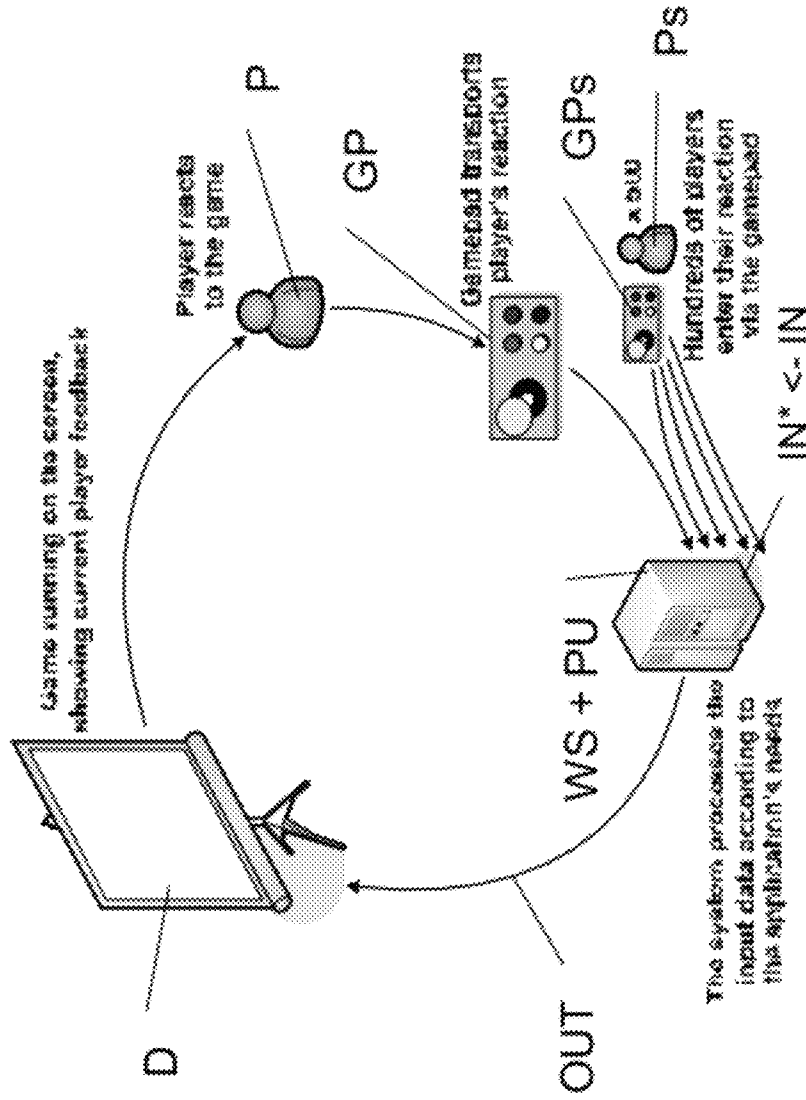 D
Game running on the screen,
showing current player feedback
Player reacts
to the game
P
GP
Gamepad transports
player's reaction
GPs
x 500
Ps
Hundreds of players
enter their reaction
via the gamepad
IN* <- IN
WS + PU
The system processes the
input data according to
the application's needs
OUT